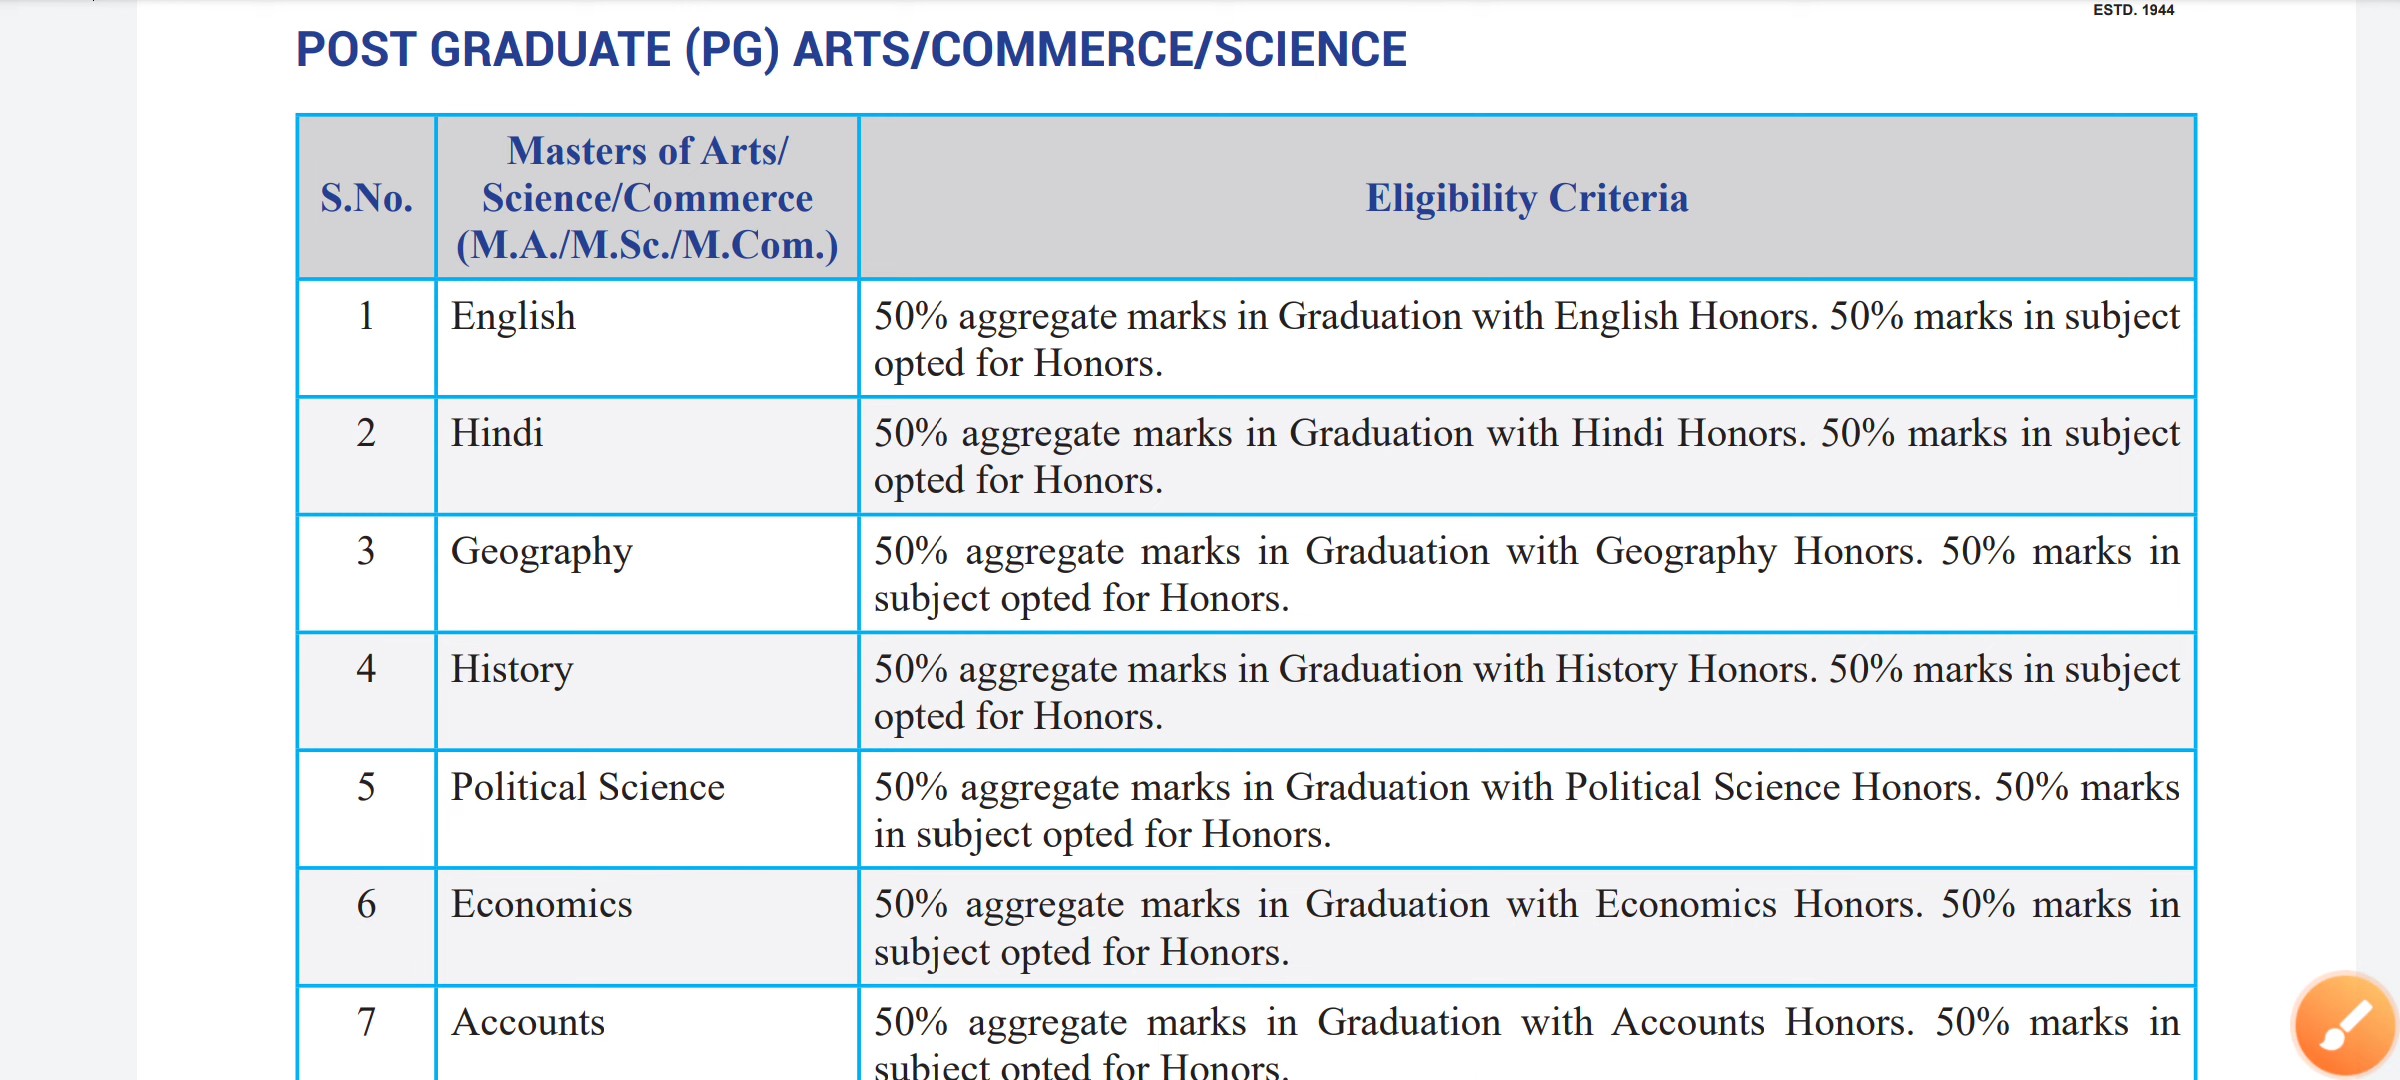 ESTD. 1944
POST GRADUATE (PG) ARTS/COMMERCE/SCIENCE
S.No.
Masters of Arts/
Science/Commerce
(M.A./M.Sc./M.Com.)
Eligibility Criteria
1
English
50% aggregate marks in Graduation with English Honors. 50% marks in subject
opted for Honors.
2
Hindi
50% aggregate marks in Graduation with Hindi Honors. 50% marks in subject
opted for Honors.
3
Geography
50% aggregate marks in Graduation with Geography Honors. 50% marks in
subject opted for Honors.
4
History
50% aggregate marks in Graduation with History Honors. 50% marks in subject
opted for Honors.
5
Political Science
50% aggregate marks in Graduation with Political Science Honors. 50% marks
in subject opted for Honors.
6
Economics
50% aggregate marks in Graduation with Economics Honors. 50% marks in
subject opted for Honors.
7
Accounts
50% aggregate marks in Graduation with Accounts Honors. 50% marks in
subject opted for Honors.